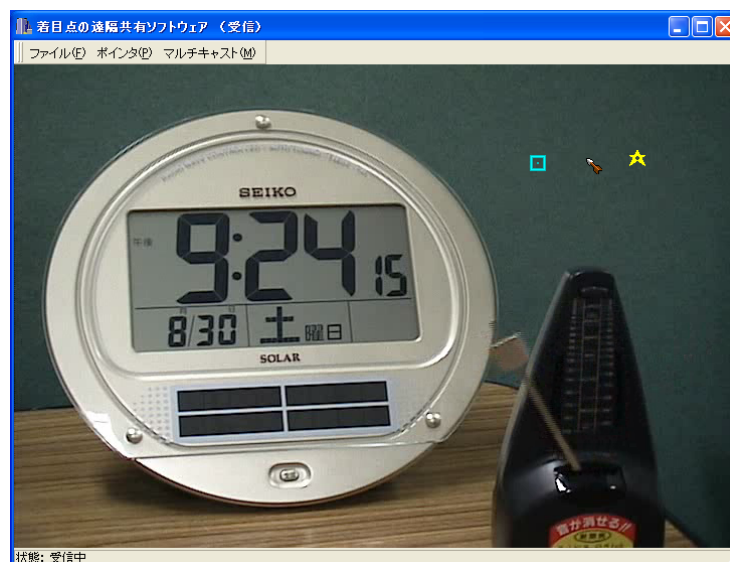 着目点の遠隔共有ソフトウェア (受信)
ファイル(F) ポインタ(P) マルチキャスト(M)
SEIKO
午後
9:24 15
月 日
8/30 土 曜日
SOLAR
音が消せる!!
状態: 受信中